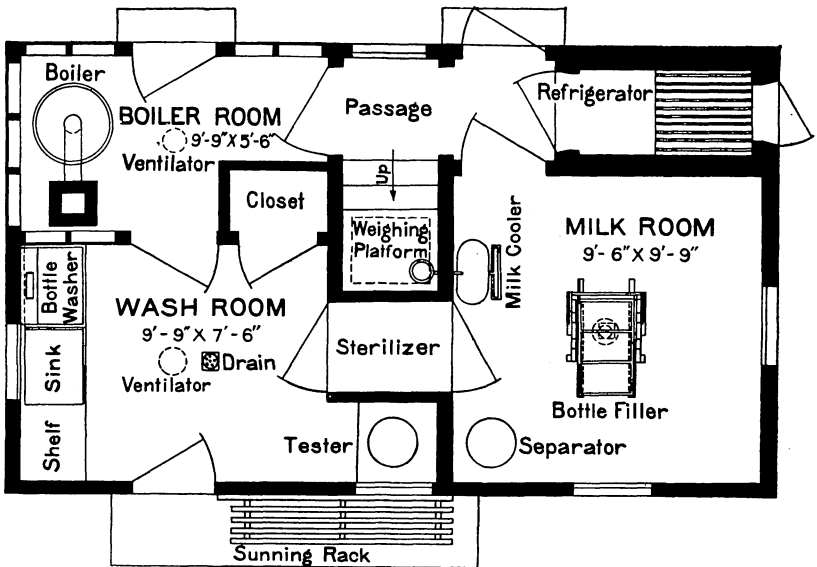 Boiler
BOILER ROOM
9'-9"X5'-6"
Ventilator
Passage
Refrigerator
Up
Closet
Weighing
Platform
Milk Cooler
MILK ROOM
9'-6"X9'-9"
Bottle
Washer
WASH ROOM
9'-9"X7'-6"
Ventilator
Drain
Sink
Shelf
Sterilizer
Tester
Separator
Bottle Filler
Sunning Rack